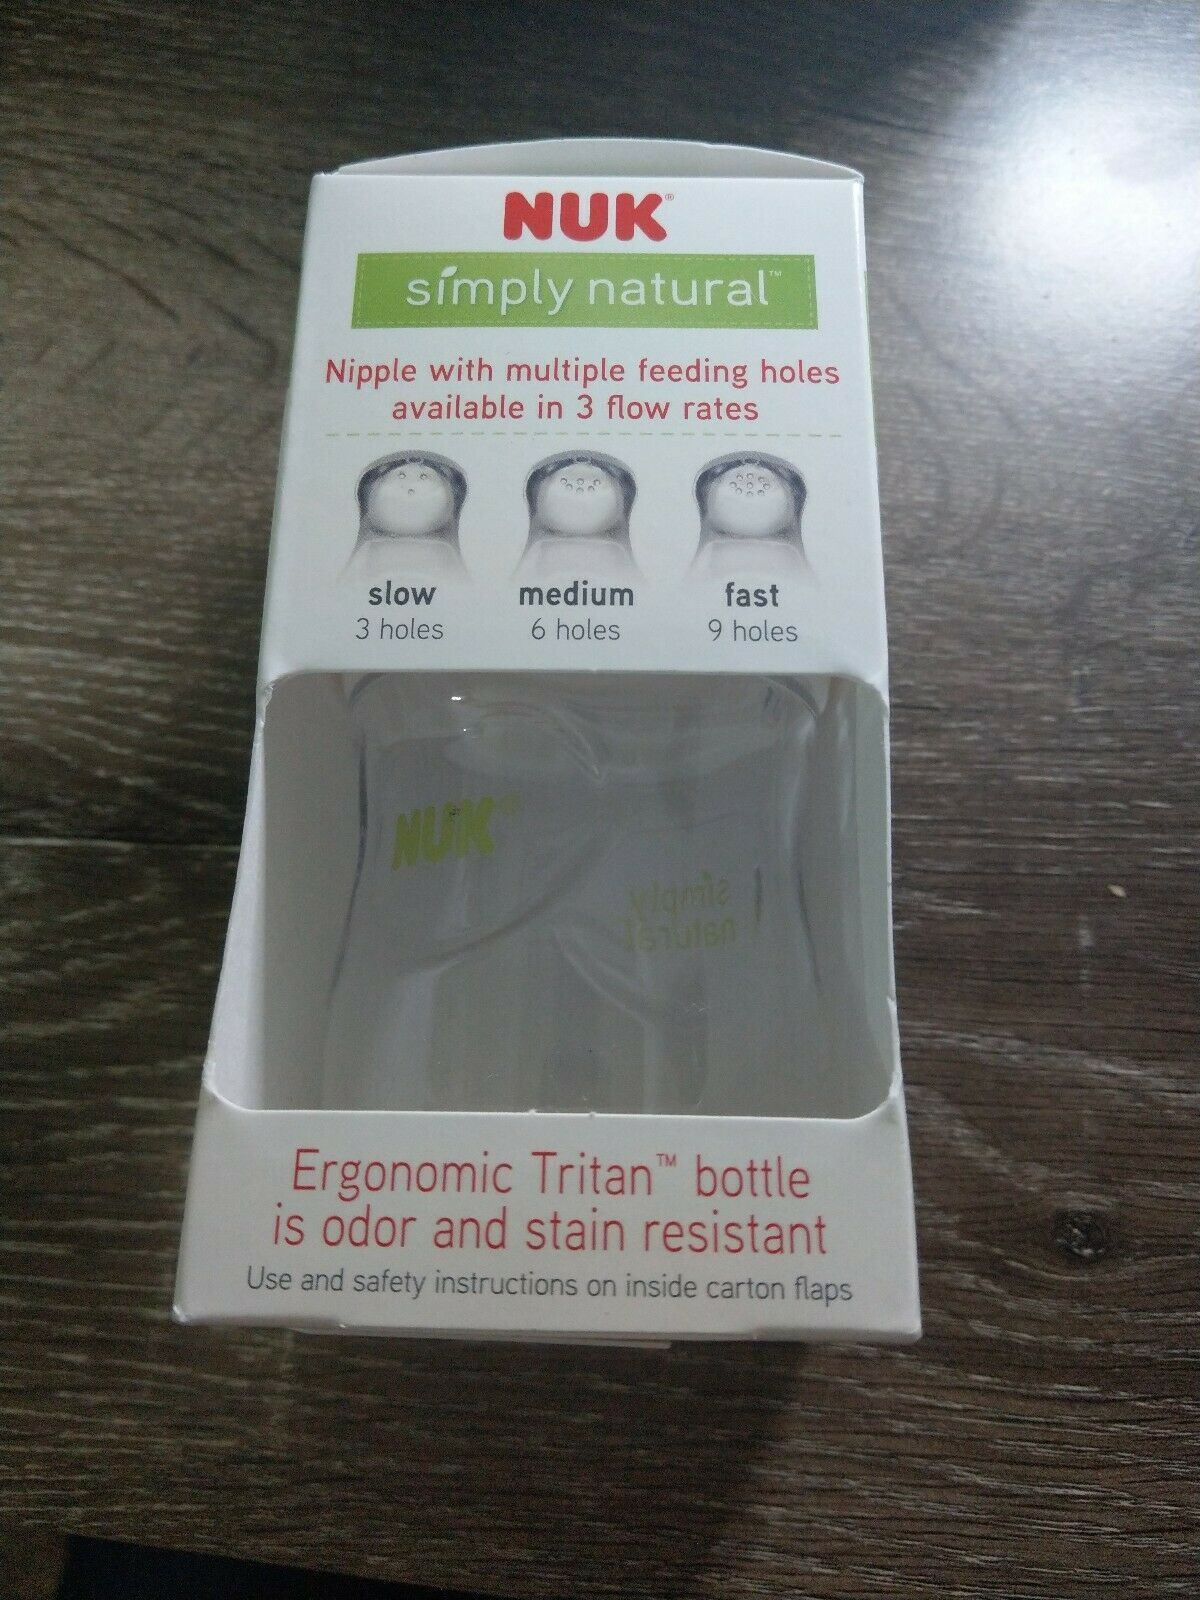 NUK®
simply natural™
Nipple with multiple feeding holes
available in 3 flow rates
slow
3 holes
medium
6 holes
fast
9 holes
NUK®
simply
natural
Ergonomic Tritan™ bottle
is odor and stain resistant
Use and safety instructions on inside carton flaps